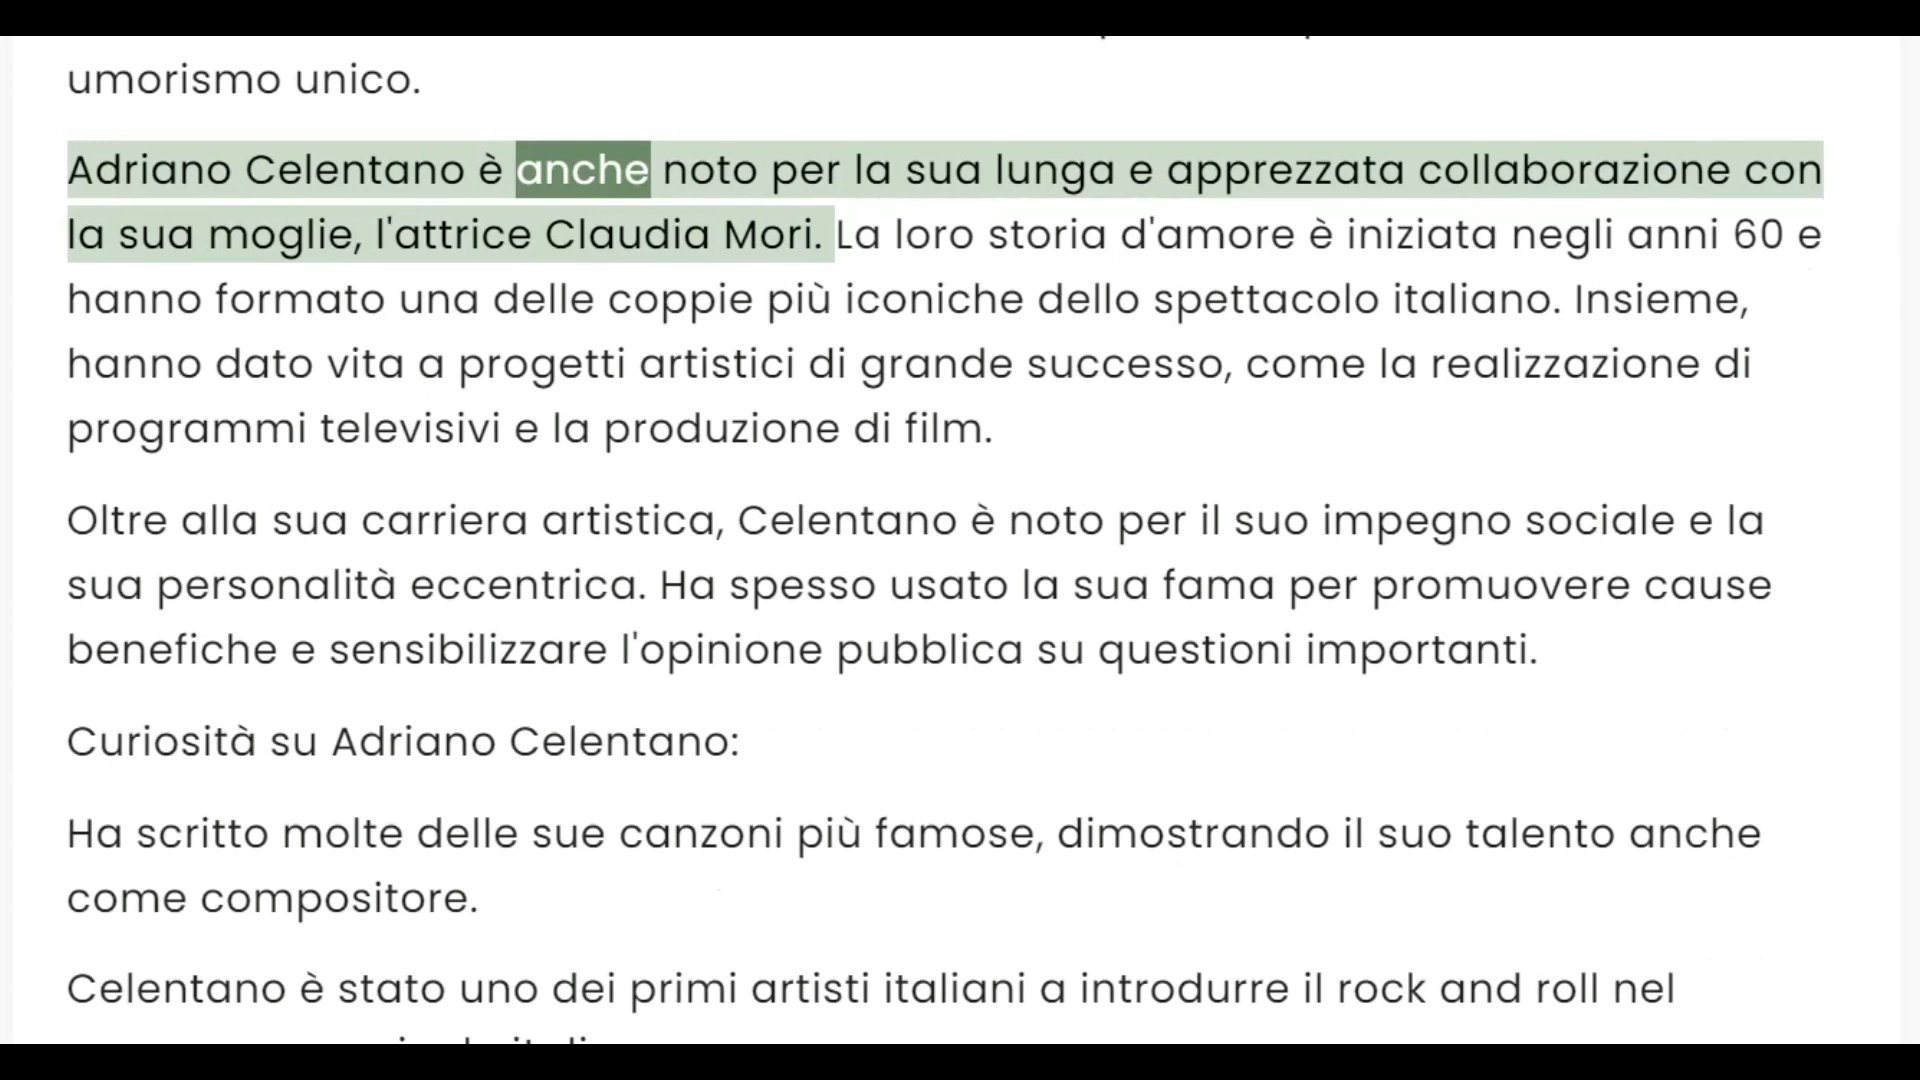 umorismo unico.
Adriano Celentano è anche noto per la sua lunga e apprezzata collaborazione con
la sua moglie, l'attrice Claudia Mori. La loro storia d'amore è iniziata negli anni 60 e
hanno formato una delle coppie più iconiche dello spettacolo italiano. Insieme,
hanno dato vita a progetti artistici di grande successo, come la realizzazione di
programmi televisivi e la produzione di film.
Oltre alla sua carriera artistica, Celentano è noto per il suo impegno sociale e la
sua personalità eccentrica. Ha spesso usato la sua fama per promuovere cause
benefiche e sensibilizzare l'opinione pubblica su questioni importanti.
Curiosità su Adriano Celentano:
Ha scritto molte delle sue canzoni più famose, dimostrando il suo talento anche
come compositore.
Celentano è stato uno dei primi artisti italiani a introdurre il rock and roll nel